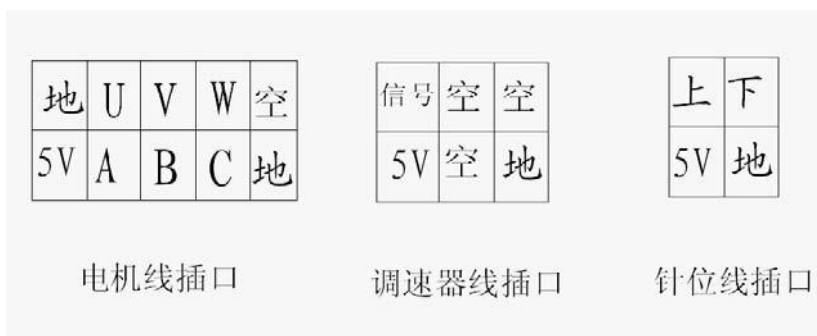 地 U V W 空
5V A B C 地
电机线插口
信号 空 空
5V 空 地
调速器线插口
上 下
5V 地
针位线插口